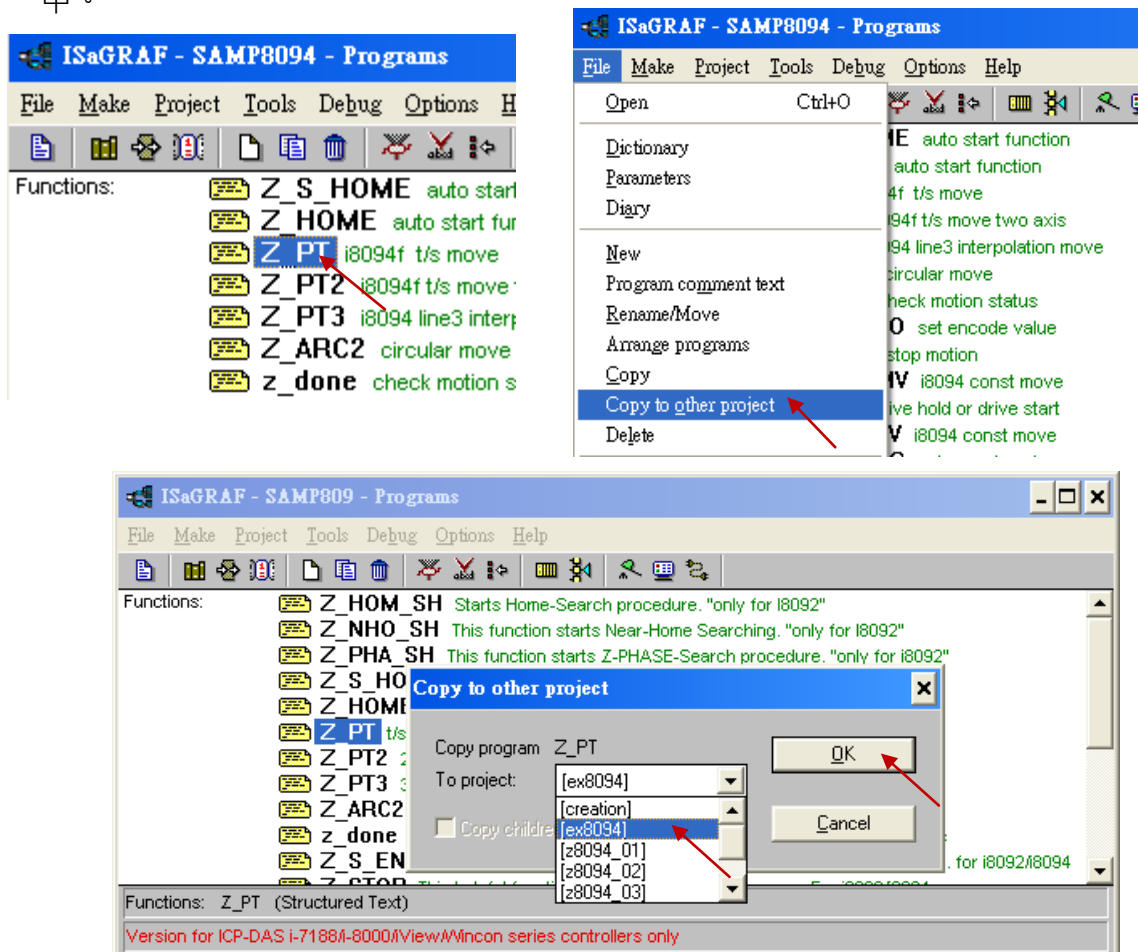 中。
ISaGRAF - SAMP8094 - Programs
File Make Project Tools Debug Options H
Functions:
Z_S_HOME auto start
Z_HOME auto start fur
Z_PT i8094f t/s move
Z_PT2 i8094f t/s move
Z_PT3 i8094 line3 interp
Z_ARC2 circular move
z_done check motion s
ISaGRAF - SAMP8094 - Programs
File Make Project Tools Debug Options Help
Open Ctrl+O
Dictionary
Parameters
Diary
New
Program comment text
Rename/Move
Arrange programs
Copy
Copy to other project
Delete
ME auto start function
auto start function
4f t/s move
94f t/s move two axis
94 line3 interpolation move
circular move
heck motion status
O set encode value
stop motion
MV i8094 const move
ive hold or drive start
V i8094 const move
ISaGRAF - SAMP809 - Programs
File Make Project Tools Debug Options Help
Functions:
Z_HOM_SH Starts Home-Search procedure. "only for I8092"
Z_NHO_SH This function starts Near-Home Searching. "only for I8092"
Z_PHA_SH This function starts Z-PHASE-Search procedure. "only for i8092"
Z_S_HO
Z_HOME
Z_PT t/s
Z_PT2 2
Z_PT3 3
Z_ARC2
z_done
Z_S_EN . for i8092/i8094
Z_STOP
Copy to other project
Copy program Z_PT
To project: [ex8094]
[creation]
[ex8094]
[z8094_01]
[z8094_02]
[z8094_03]
Copy childre
OK
Cancel
Functions: Z_PT (Structured Text)
Version for ICP-DAS i-7188/i-8000/iView/Wincon series controllers only